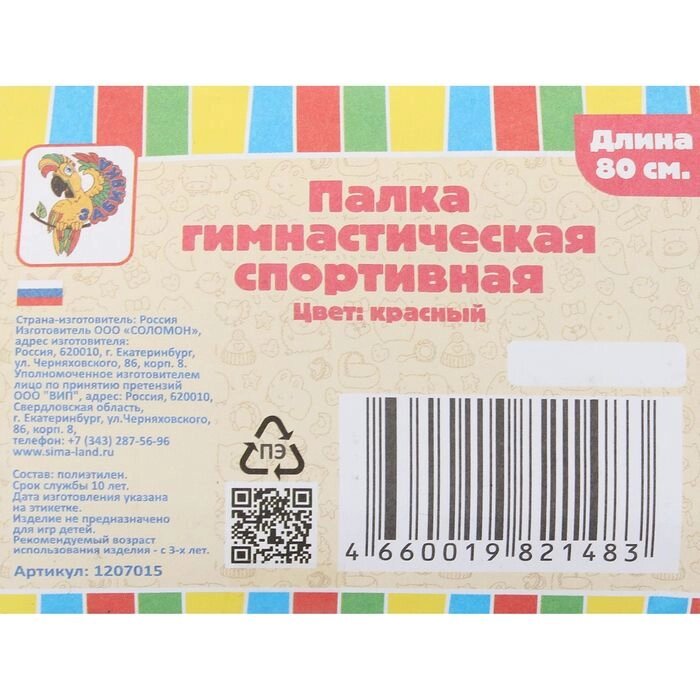 Длина
80 см.
ЗАБИЯКА
Палка
гимнастическая
спортивная
Цвет: красный
Страна-изготовитель: Россия
Изготовитель ООО «СОЛОМОН»,
адрес изготовителя:
Россия, 620010, г. Екатеринбург,
ул. Черняховского, 86, корп. 8.
Уполномоченное изготовителем
лицо по принятию претензий
ООО "ВИП", адрес: Россия, 620010,
Свердловская область,
г. Екатеринбург, ул.Черняховского,
86, корп. 8,
телефон: +7 (343) 287-56-96
www.sima-land.ru
Состав: полиэтилен.
Срок службы 10 лет.
Дата изготовления указана
на этикетке.
Изделие не предназначено
для игр детей.
Рекомендуемый возраст
использования изделия - с 3-х лет.
Артикул: 1207015
ПЭ
4 660019 821483